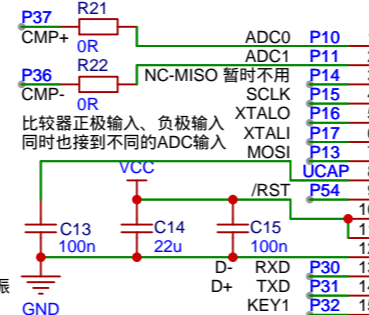 P37
R21
CMP+
0R
ADC0 P10
ADC1 P11
P36
R22
CMP-
0R
NC-MISO 暂时不用 P14
SCLK P15
XTALO P16
比较器正极输入、负极输入
XTALI P17
同时也接到不同的ADC输入
MOSI P13
VCC
UCAP
/RST P54
C13
100n
C14
22u
C15
100n
D- RXD P30
D+ TXD P31
KEY1 P32
振
GND